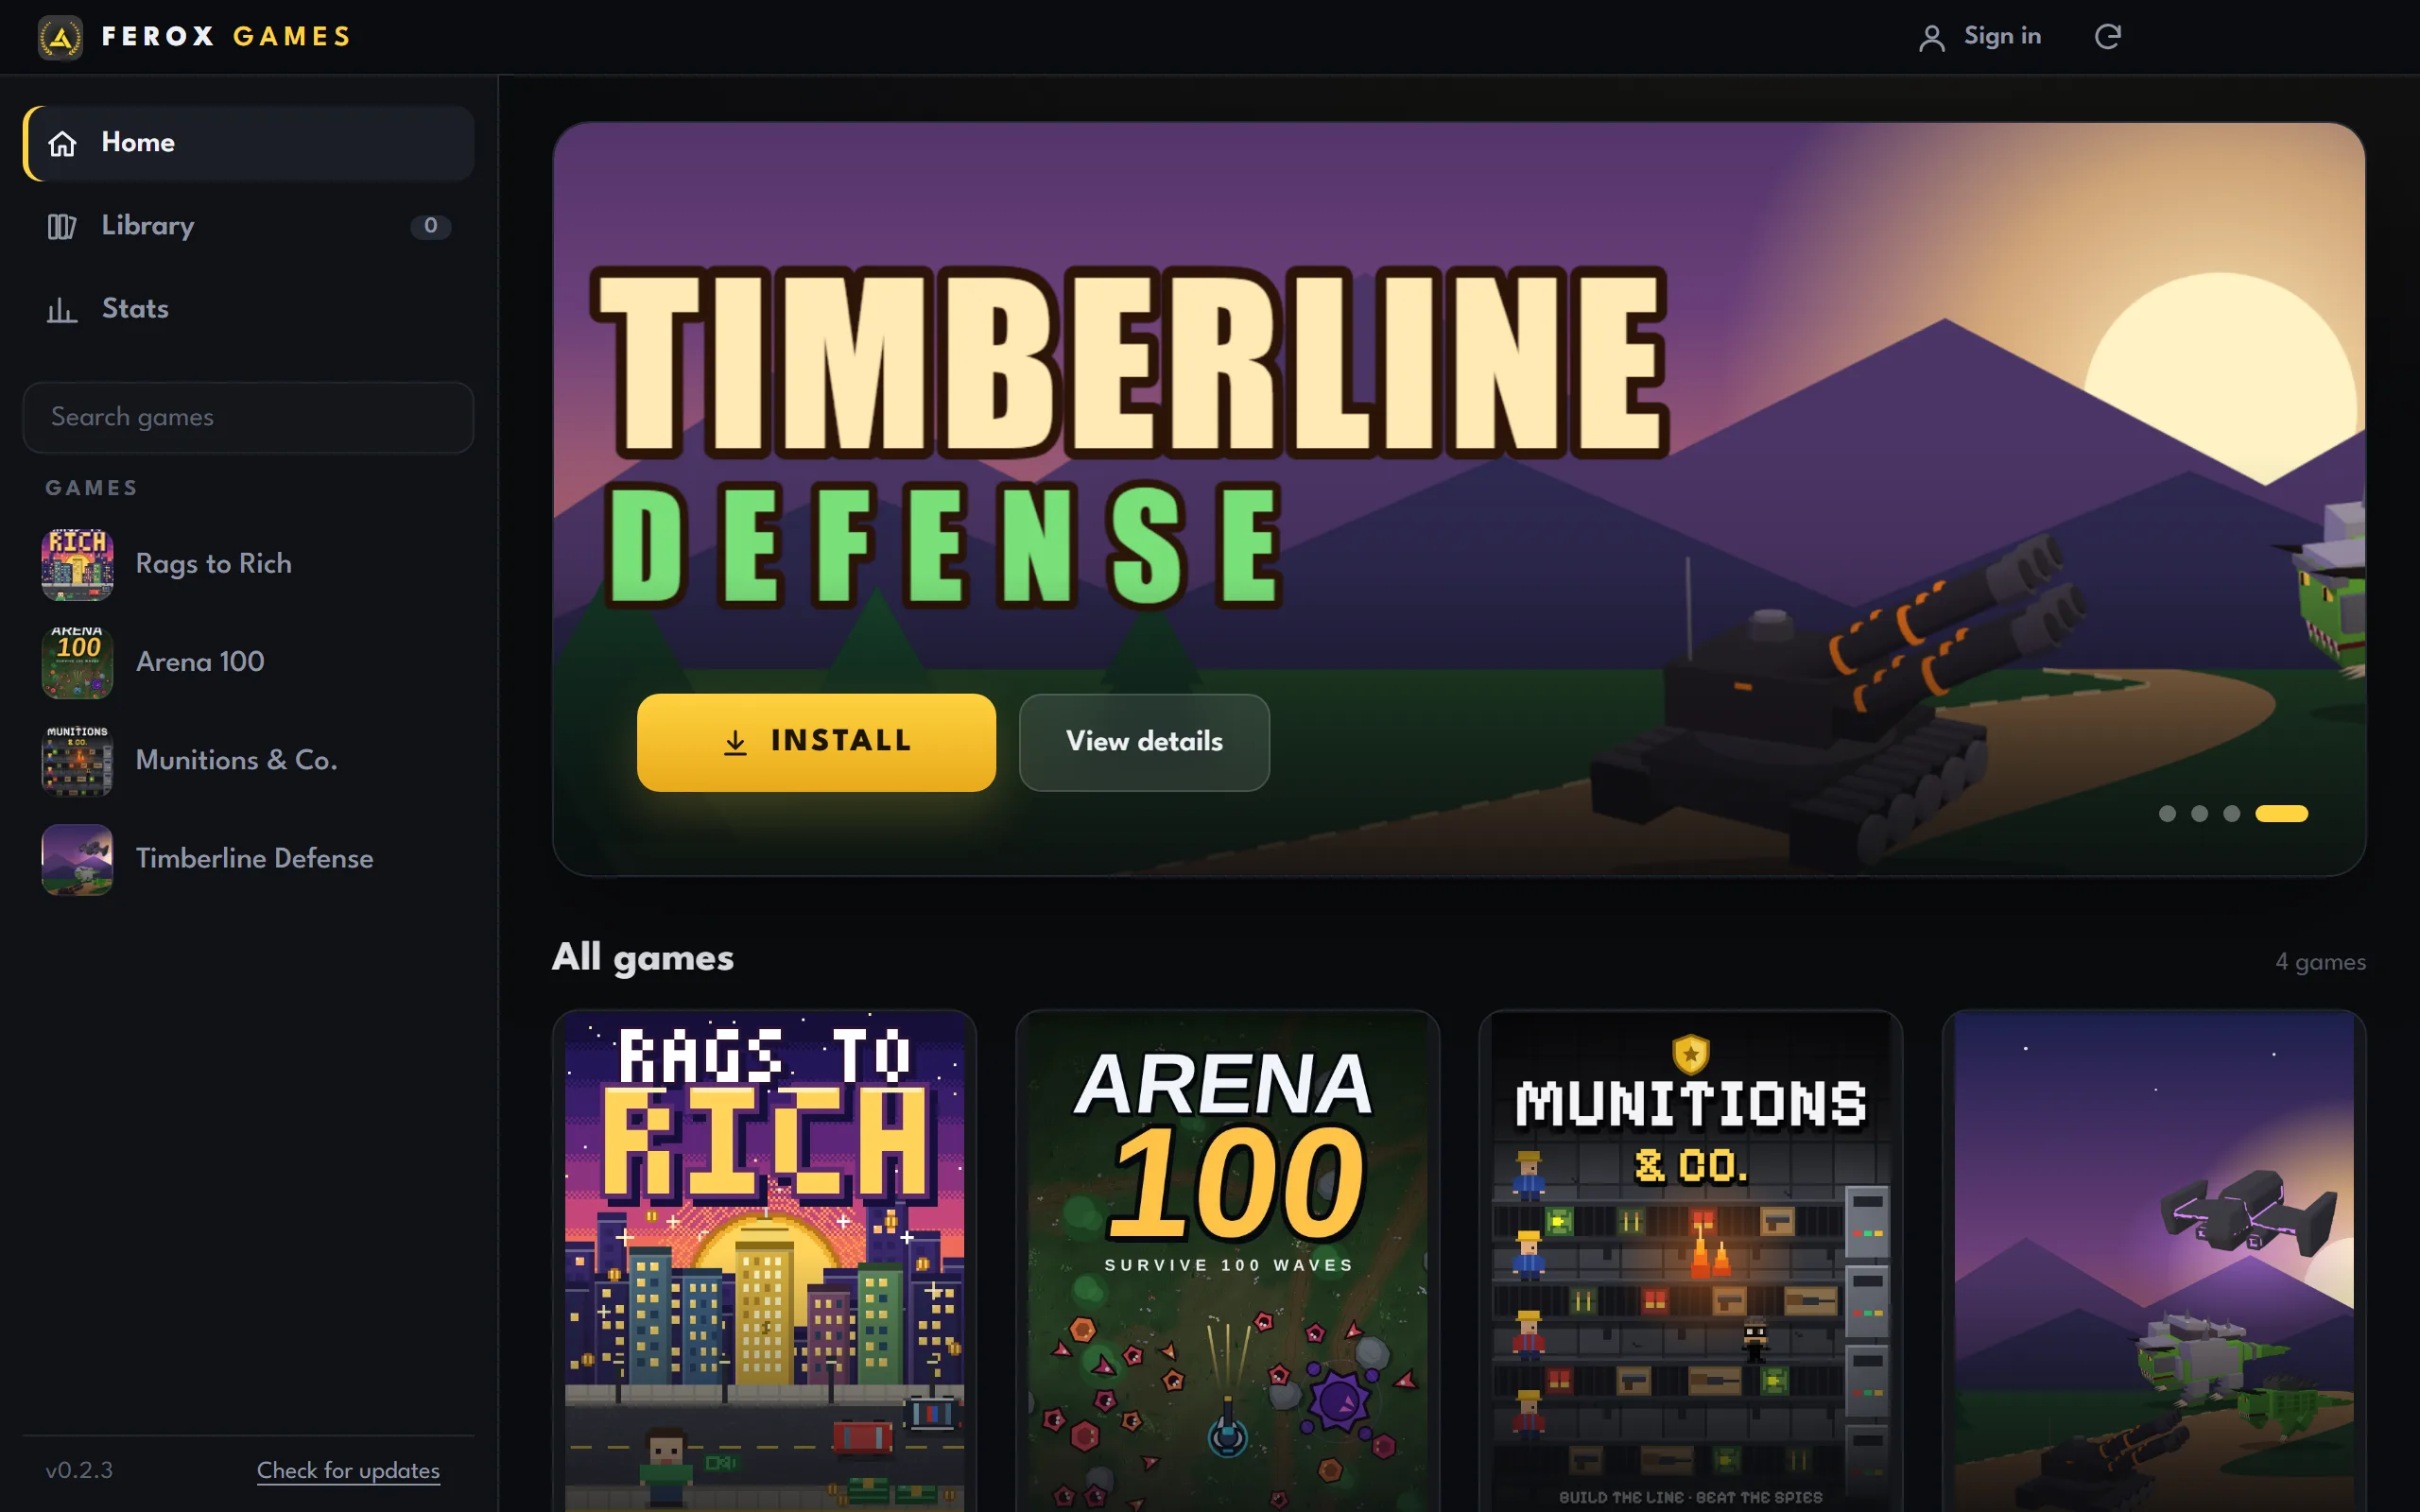 FEROX GAMES
Sign in
Home
Library
0
Stats
Search games
GAMES
RICH
Rags to Rich
ARENA
100
Arena 100
MUNITIONS
& CO.
Munitions & Co.
Timberline Defense
v0.2.3
Check for updates
TIMBERLINE
DEFENSE
INSTALL
View details
All games
4 games
RAGS TO
RICH
ARENA
100
SURVIVE 100 WAVES
MUNITIONS
& CO.
BUILD THE LINE · BEAT THE SPIES